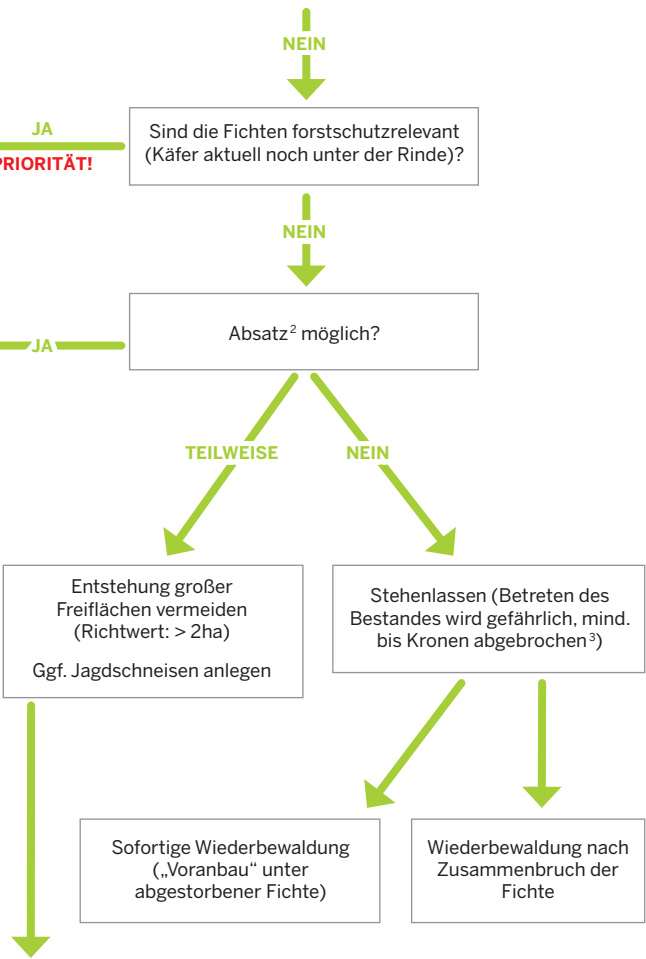 NEIN
JA
PRIORITÄT!
Sind die Fichten forstschutzrelevant
(Käfer aktuell noch unter der Rinde)?
NEIN
JA
Absatz² möglich?
TEILWEISE
NEIN
Entstehung großer
Freiflächen vermeiden
(Richtwert: > 2ha)
Ggf. Jagdschneisen anlegen
Stehenlassen (Betreten des
Bestandes wird gefährlich, mind.
bis Kronen abgebrochen³)
Sofortige Wiederbewaldung
(„Voranbau“ unter
abgestorbener Fichte)
Wiederbewaldung nach
Zusammenbruch der
Fichte